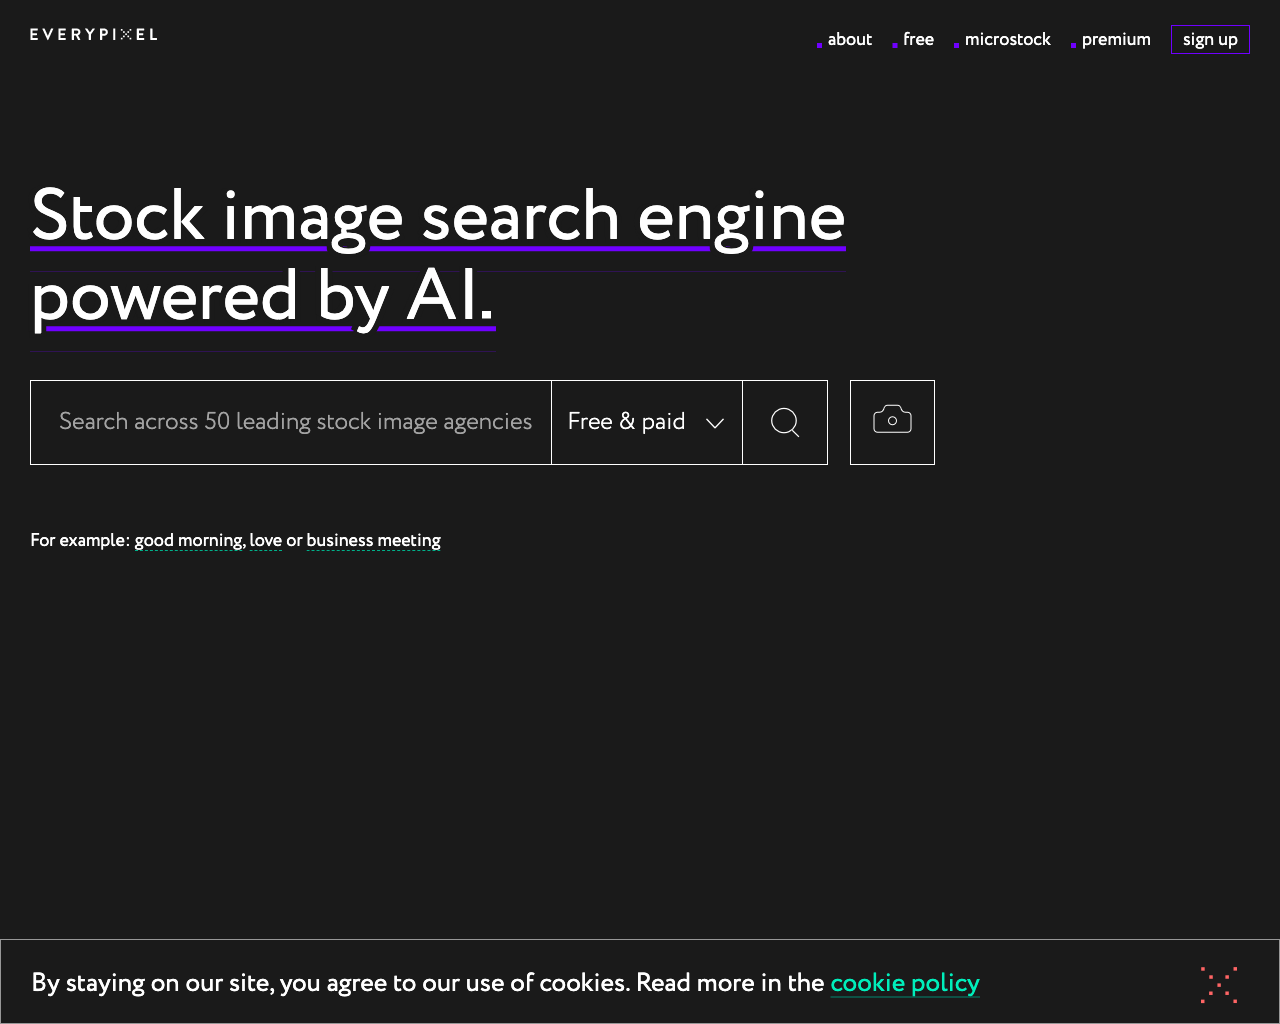 EVERYPIXEL
about
free
microstock
premium
sign up
Stock image search engine
powered by AI.
Search across 50 leading stock image agencies
Free & paid
For example: good morning, love or business meeting
By staying on our site, you agree to our use of cookies. Read more in the cookie policy